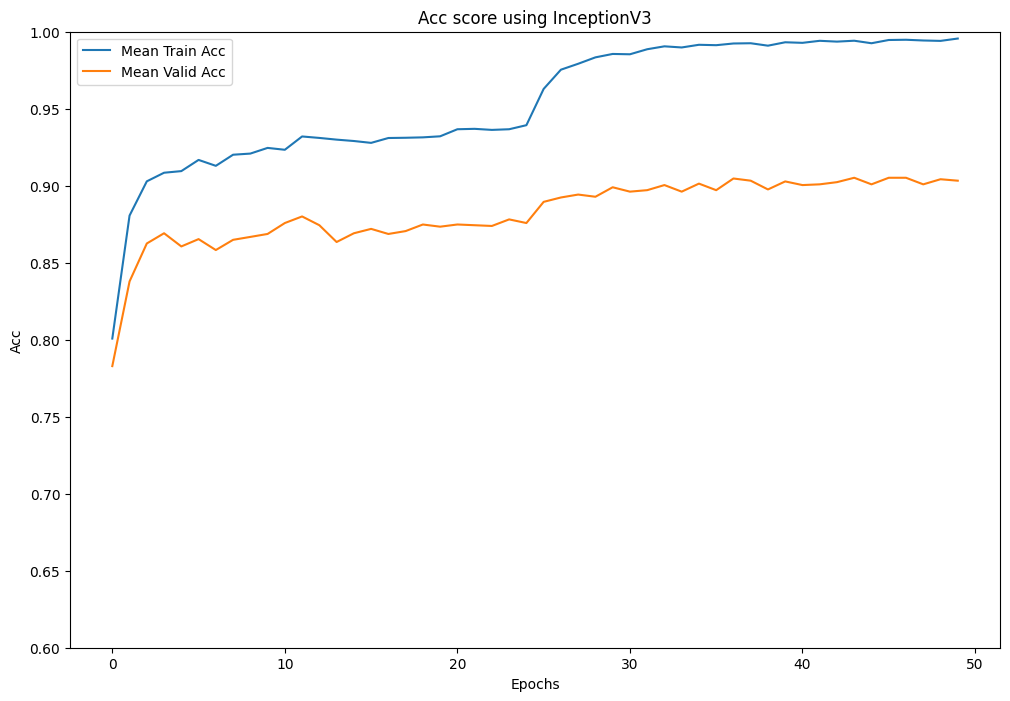 Acc score using InceptionV3
Mean Train Acc
Mean Valid Acc
1.00
0.95
0.90
0.85
0.80
0.75
0.70
0.65
0.60
Acc
0 10 20 30 40 50
Epochs